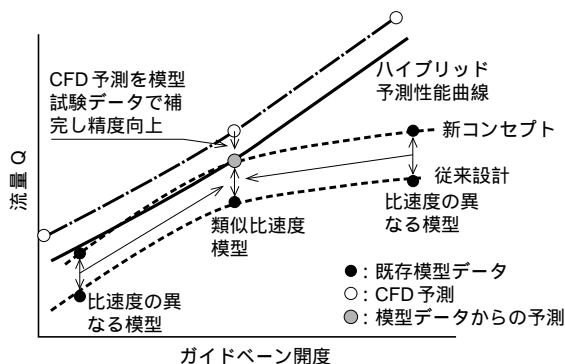 CFD 予測を模型
試験データで補
完し精度向上
ハイブリッド
予測性能曲線
新コンセプト
従来設計
比速度の異
なる模型
類似比速度
模型
比速度の異
なる模型
●：既存模型データ
○：CFD 予測
●：模型データからの予測
流量 Q
ガイドベーン開度